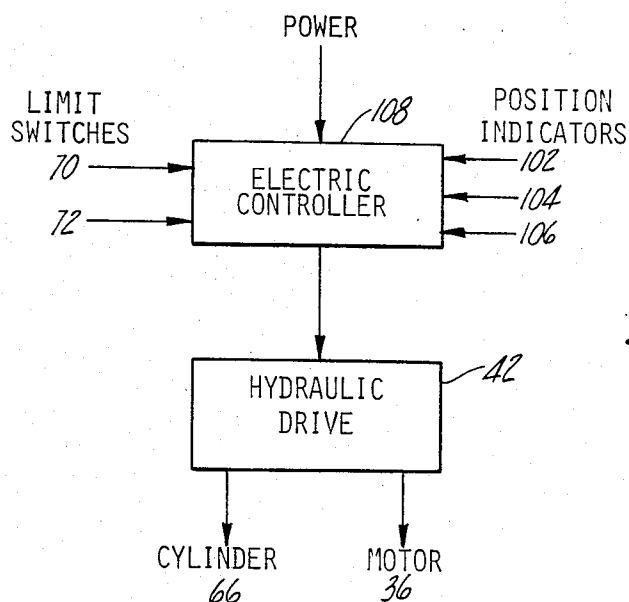 POWER
LIMIT
SWITCHES
70
72
108
ELECTRIC
CONTROLLER
POSITION
INDICATORS
102
104
106
HYDRAULIC
DRIVE
42
CYLINDER
66
MOTOR
36